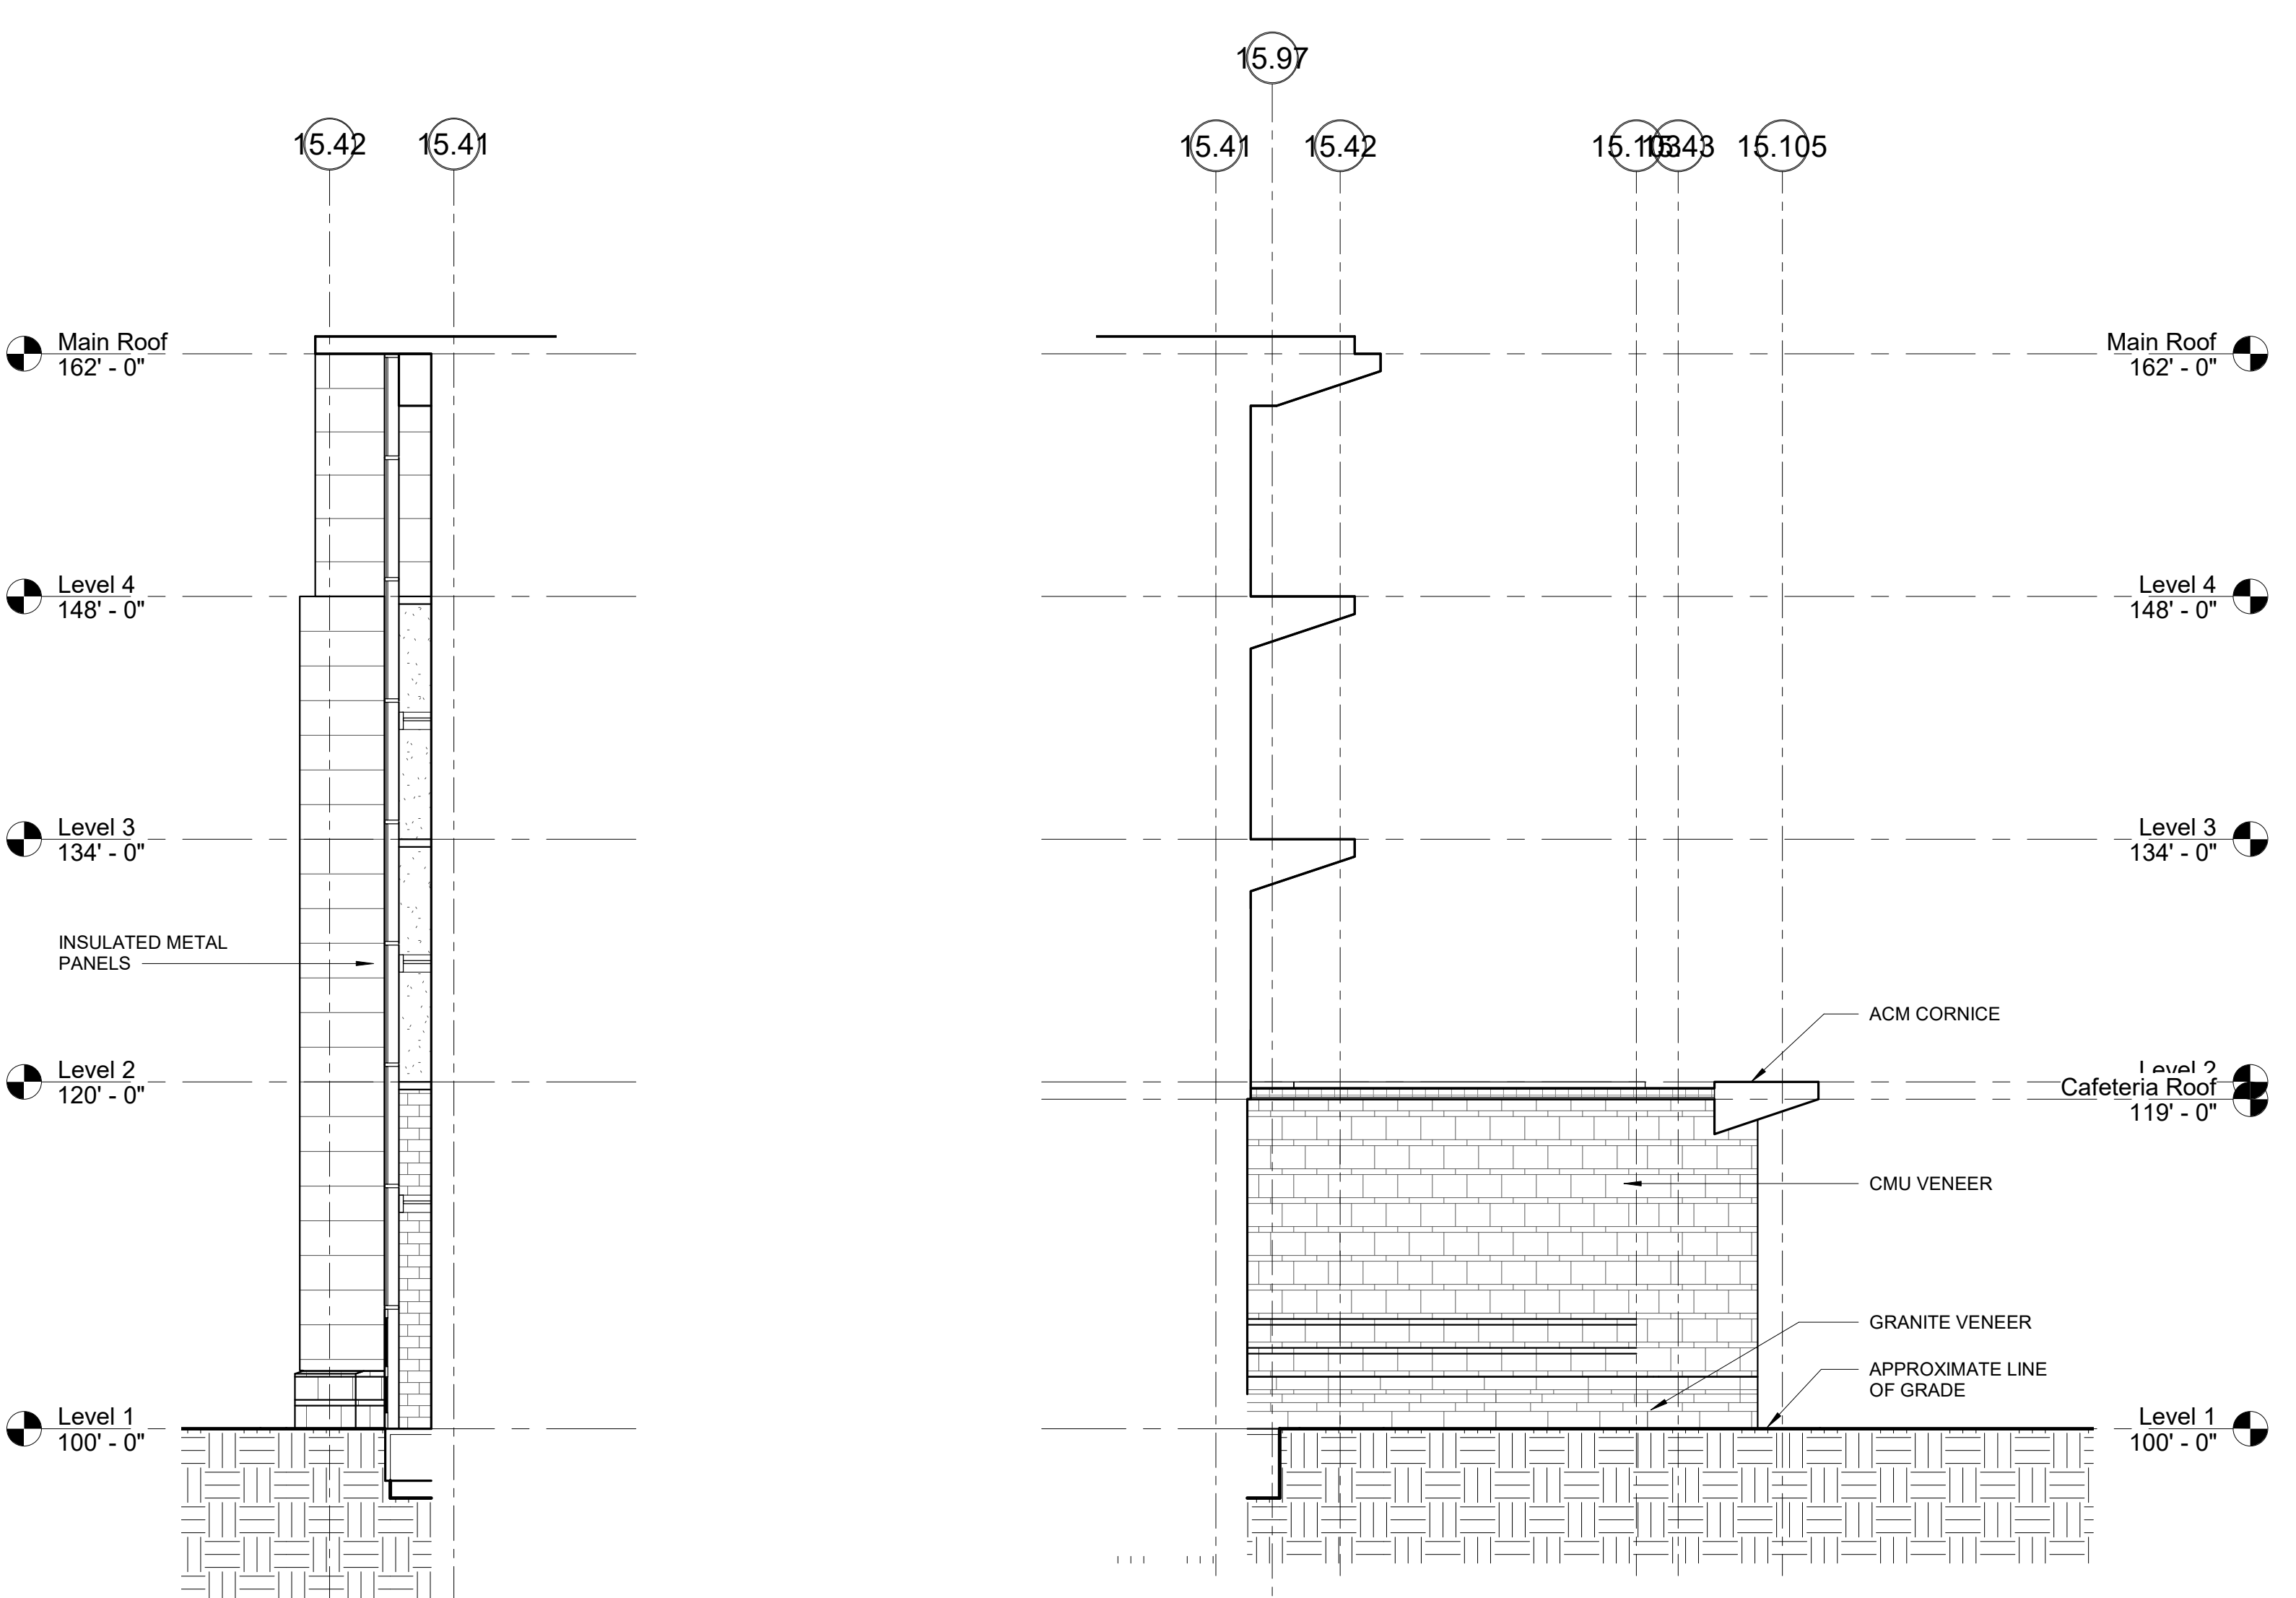 15.97
15.42
15.41
15.41
15.42
15.43
15.105
Main Roof
162' - 0"
Main Roof
162' - 0"
Level 4
148' - 0"
Level 4
148' - 0"
Level 3
134' - 0"
Level 3
134' - 0"
INSULATED METAL
PANELS
ACM CORNICE
Level 2
120' - 0"
Level 2
Cafeteria Roof
119' - 0"
CMU VENEER
GRANITE VENEER
APPROXIMATE LINE
OF GRADE
Level 1
100' - 0"
Level 1
100' - 0"